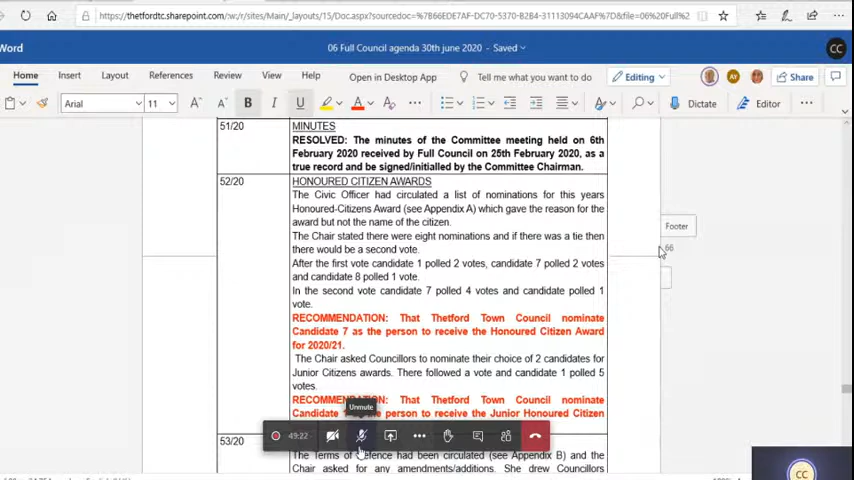 https://thetfordtc.sharepoint.com/:w:/r/sites/Main/_layouts/15/Doc.aspx?sourcedoc=%7B66EDE7AF-DC70-5370-B2B4-31113094CAAF%7D&file=06%20Full%2
Word
06 Full Council agenda 30th june 2020 - Saved
CC
Home Insert Layout References Review View Help Open in Desktop App Tell me what you want to do Editing AY Share
Arial 11 A A B I U A ... Dictate Editor ...
51/20 MINUTES
RESOLVED: The minutes of the Committee meeting held on 6th
February 2020 received by Full Council on 25th February 2020, as a
true record and be signed/initialled by the Committee Chairman.
52/20 HONOURED CITIZEN AWARDS
The Civic Officer had circulated a list of nominations for this years
Honoured-Citizens Award (see Appendix A) which gave the reason for the
award but not the name of the citizen.
The Chair stated there were eight nominations and if there was a tie then
there would be a second vote.
After the first vote candidate 1 polled 2 votes, candidate 7 polled 2 votes
and candidate 8 polled 1 vote.
In the second vote candidate 7 polled 4 votes and candidate polled 1
vote.
RECOMMENDATION: That Thetford Town Council nominate
Candidate 7 as the person to receive the Honoured Citizen Award
for 2020/21.
The Chair asked Councillors to nominate their choice of 2 candidates for
Junior Citizens awards. There followed a vote and candidate 1 polled 5
votes.
RECOMMENDATION: That Thetford Town Council nominate
Candidate person to receive the Junior Honoured Citizen
Footer
66
Unmute
49:22
53/20
The Terms of had been circulated (see Appendix B) and the
Chair asked for any amendments/additions. She drew Councillors
CC